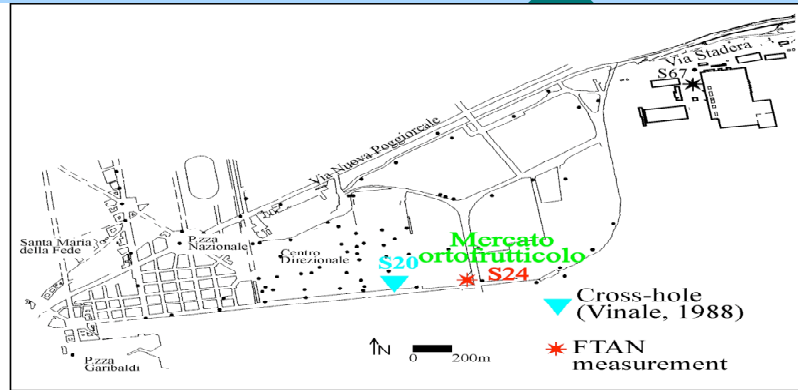 Via Stadera
S67
Via Nuova Poggioreale
Santa Maria
della Fede
P.zza
Nazionale
Centro
Direzionale
Mercato
ortofrutticolo
S20
S24
Cross-hole
(Vinale, 1988)
FTAN
measurement
N
0
200m
P.zza
Garibaldi